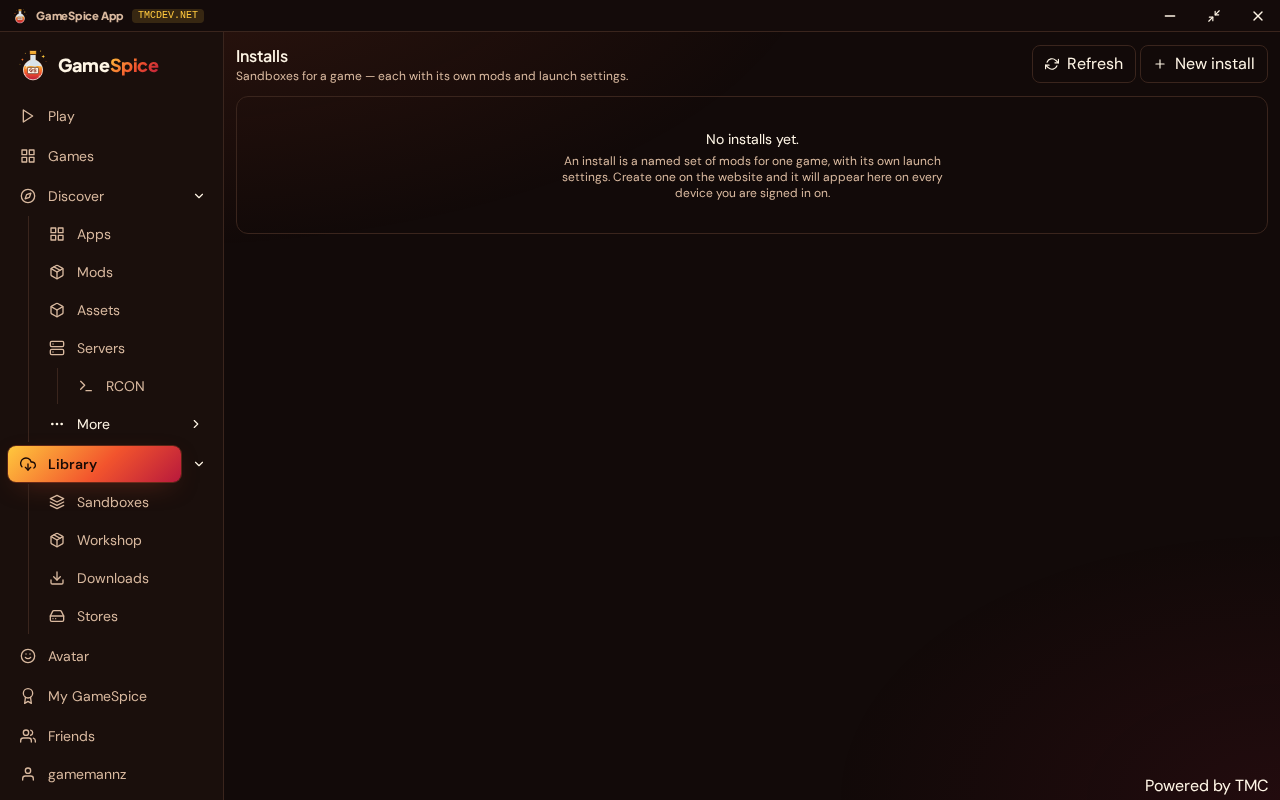 GameSpice App TMCDEV.NET
GameSpice
Play
Games
Discover
Apps
Mods
Assets
Servers
RCON
More
Library
Sandboxes
Workshop
Downloads
Stores
Avatar
My GameSpice
Friends
gamemannz
Installs
Sandboxes for a game — each with its own mods and launch settings.
Refresh
New install
No installs yet.
An install is a named set of mods for one game, with its own launch
settings. Create one on the website and it will appear here on every
device you are signed in on.
Powered by TMC